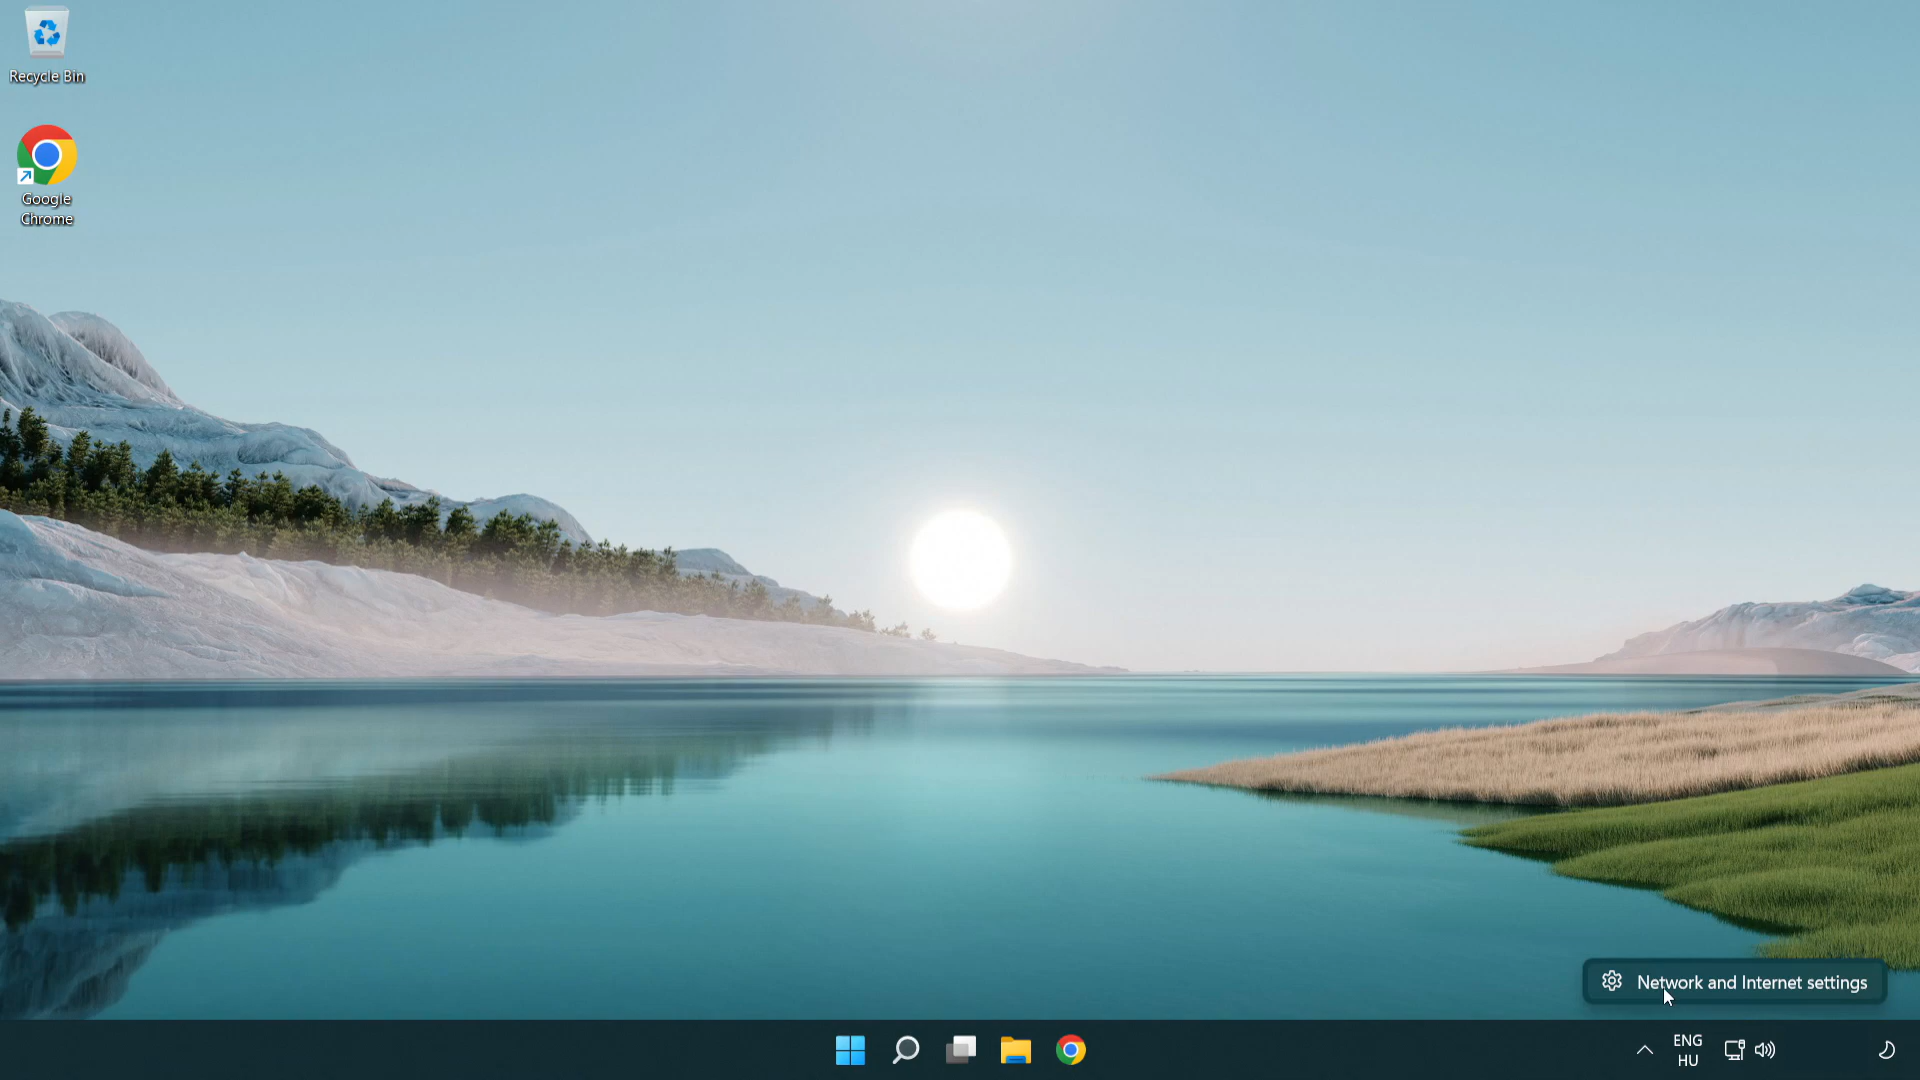 Recycle Bin
Google
Chrome
Network and Internet settings
ENG
HU